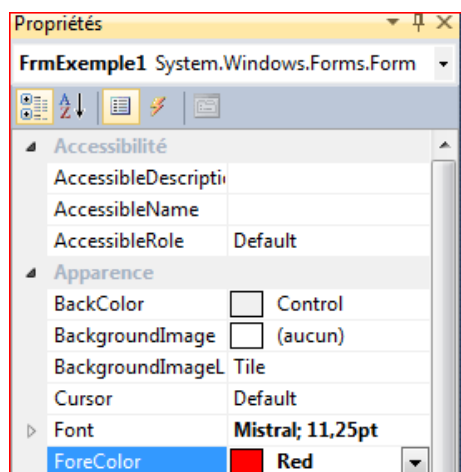 Propriétés
FrmExemple1 System.Windows.Forms.Form
Accessibilité
AccessibleDescripti
AccessibleName
AccessibleRole Default
Apparence
BackColor Control
BackgroundImage (aucun)
BackgroundImageL Tile
Cursor Default
Font Mistral; 11,25pt
ForeColor Red